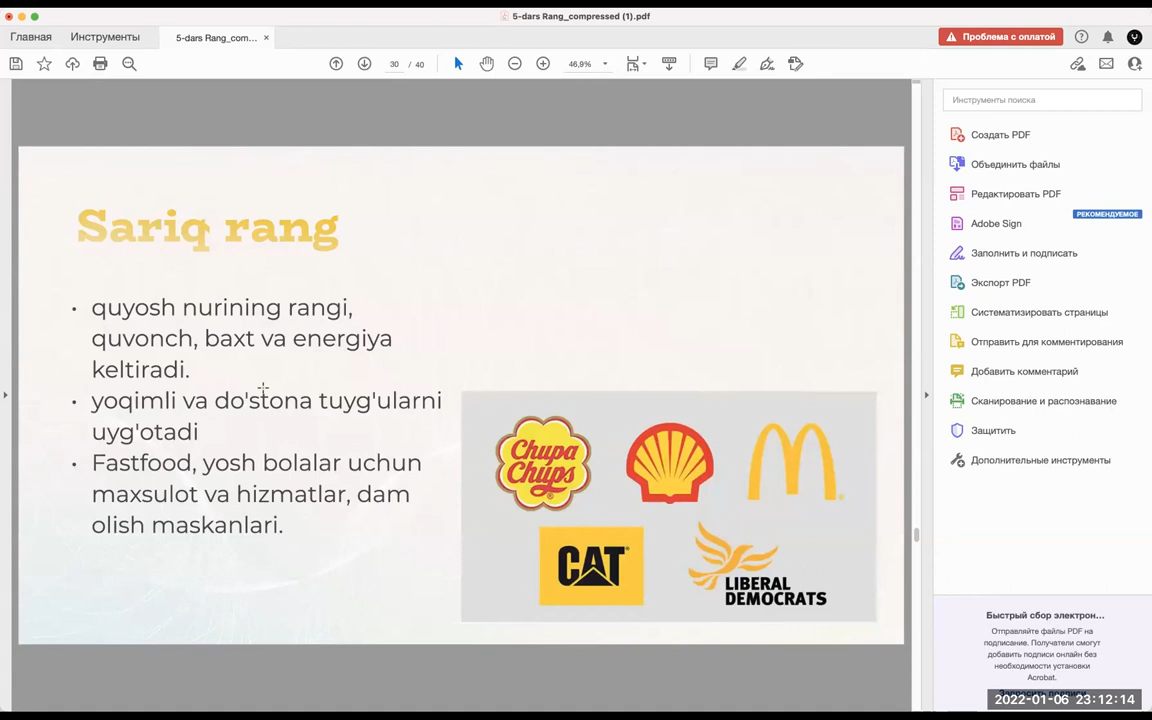 5-dars Rang_compressed (1).pdf
Главная Инструменты 5-dars Rang_com... ×
Проблема с оплатой
30 / 40 46,9%
Инструменты поиска
Создать PDF
Объединить файлы
Редактировать PDF
РЕКОМЕНДУЕМОЕ
Adobe Sign
Заполнить и подписать
Экспорт PDF
Систематизировать страницы
Отправить для комментирования
Добавить комментарий
Сканирование и распознавание
Защитить
Дополнительные инструменты
Sariq rang
• quyosh nurining rangi,
quvonch, baxt va energiya
keltiradi.
• yoqimli va do'stona tuyg'ularni
uyg'otadi
• Fastfood, yosh bolalar uchun
maxsulot va hizmatlar, dam
olish maskanlari.
Chupa
Chups
®
CAT
LIBERAL
DEMOCRATS
Быстрый сбор электрон...
Отправляйте файлы PDF на
подписание. Получатели смогут
добавить подписи онлайн без
необходимости установки
Acrobat.
Запросить подписи
2022-01-06 23:12:14